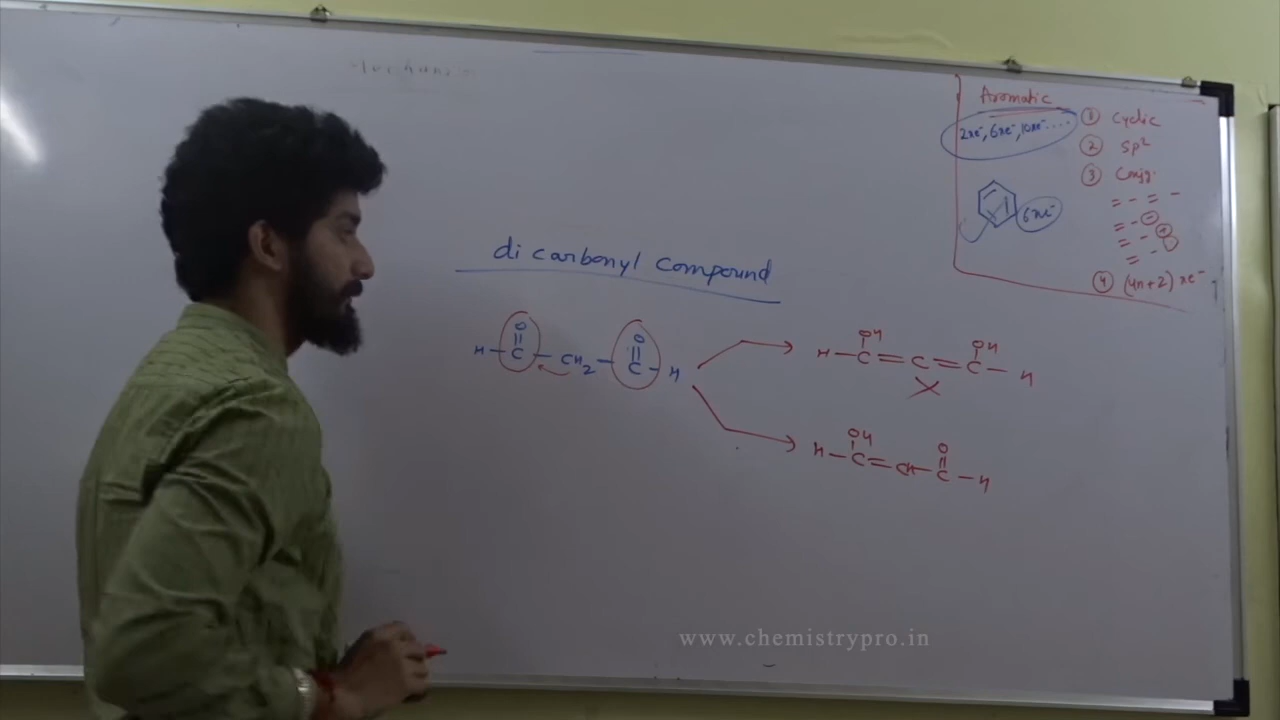 di carbonyl compound
O O
H-C-CH2-C-H
OH OH
H-C=C=C-H
X
OH O
H-C=CH-C-H
Aromatic
2πe⁻, 6πe⁻, 10πe⁻....
6πe⁻
① Cyclic
② sp²
③ Conjg.
= - = -
= - ⊖
= - ⊕
= -
④ (4n+2) πe⁻
www.chemistrypro.in